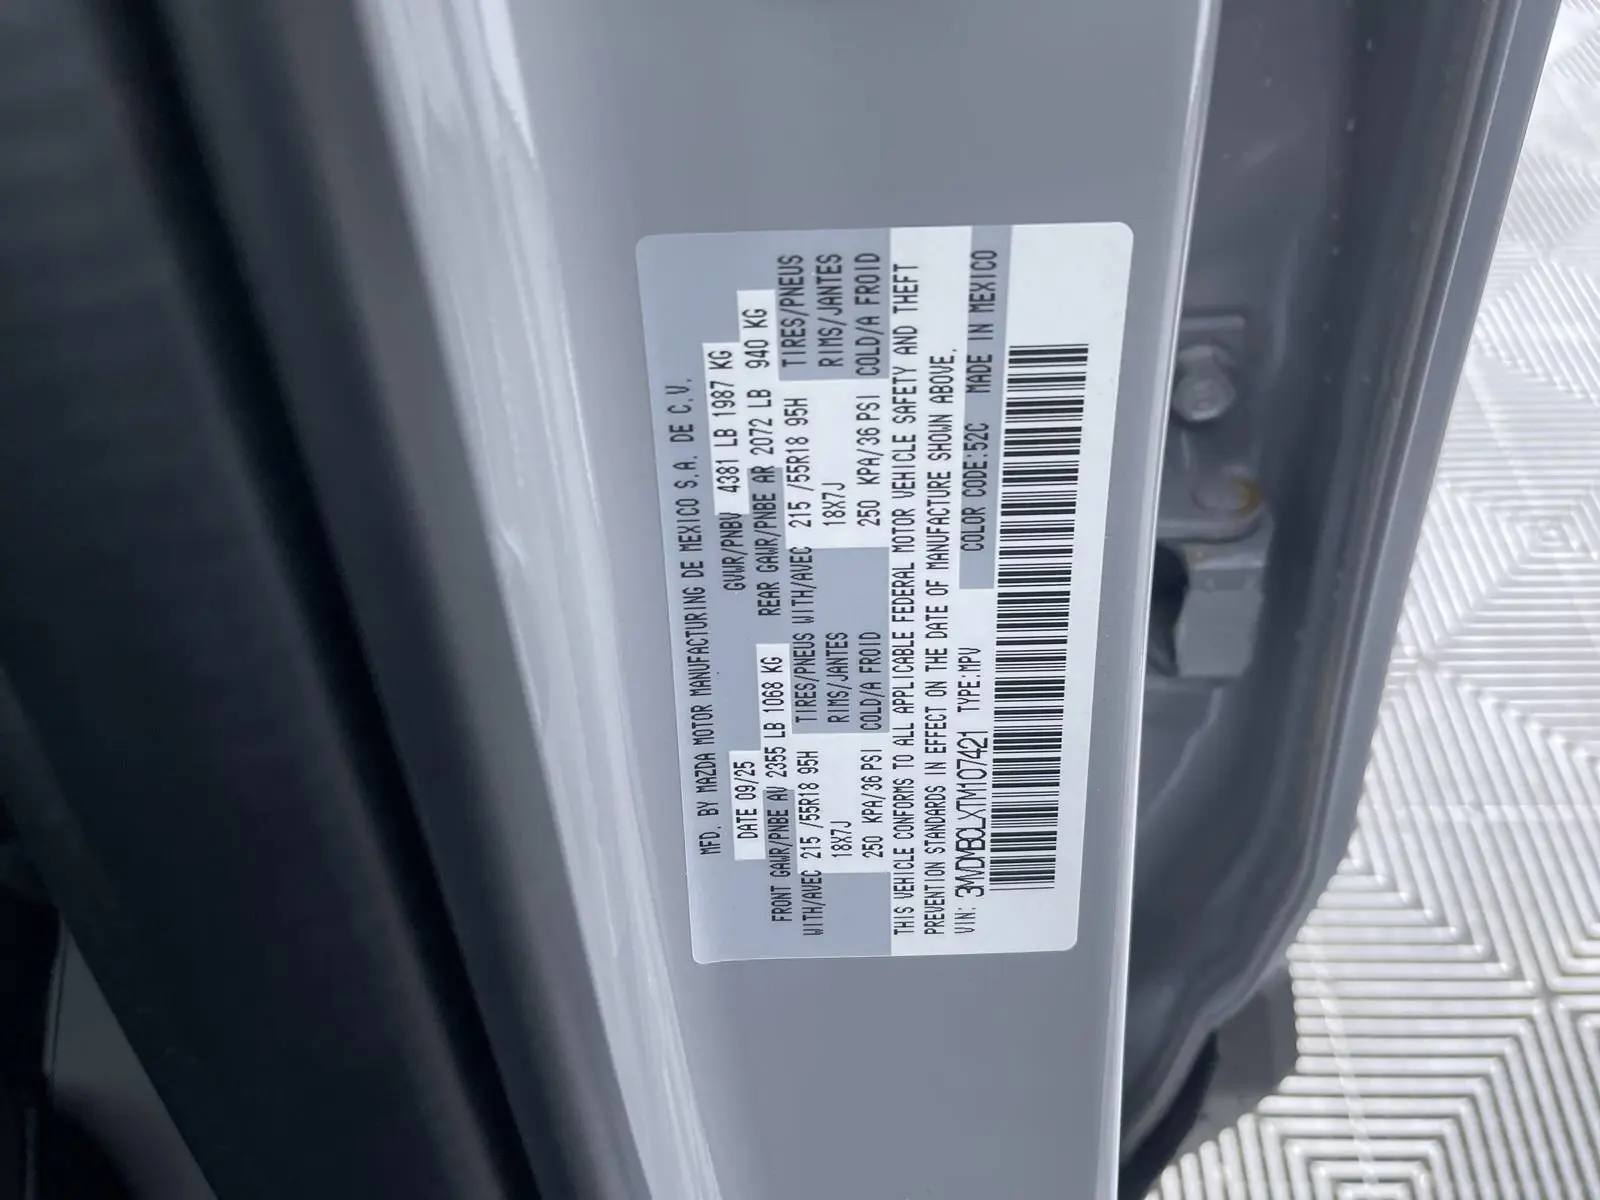 MFD. BY MAZDA MOTOR MANUFACTURING DE MEXICO S.A. DE C.V.
DATE 09/25 GVWR/PNBV 4381 LB 1987 KG
FRONT GAWR/PNBE AV 2355 LB 1068 KG REAR GAWR/PNBE AR 2072 LB 940 KG
WITH/AVEC 215 /55R18 95H TIRES/PNEUS WITH/AVEC 215 /55R18 95H TIRES/PNEUS
18X7J RIMS/JANTES 18X7J RIMS/JANTES
250 KPA/36 PSI COLD/A FROID 250 KPA/36 PSI COLD/A FROID
THIS VEHICLE CONFORMS TO ALL APPLICABLE FEDERAL MOTOR VEHICLE SAFETY AND THEFT
PREVENTION STANDARDS IN EFFECT ON THE DATE OF MANUFACTURE SHOWN ABOVE.
VIN: 3MVDMBCLXTM107421 TYPE:MPV COLOR CODE:52C MADE IN MEXICO